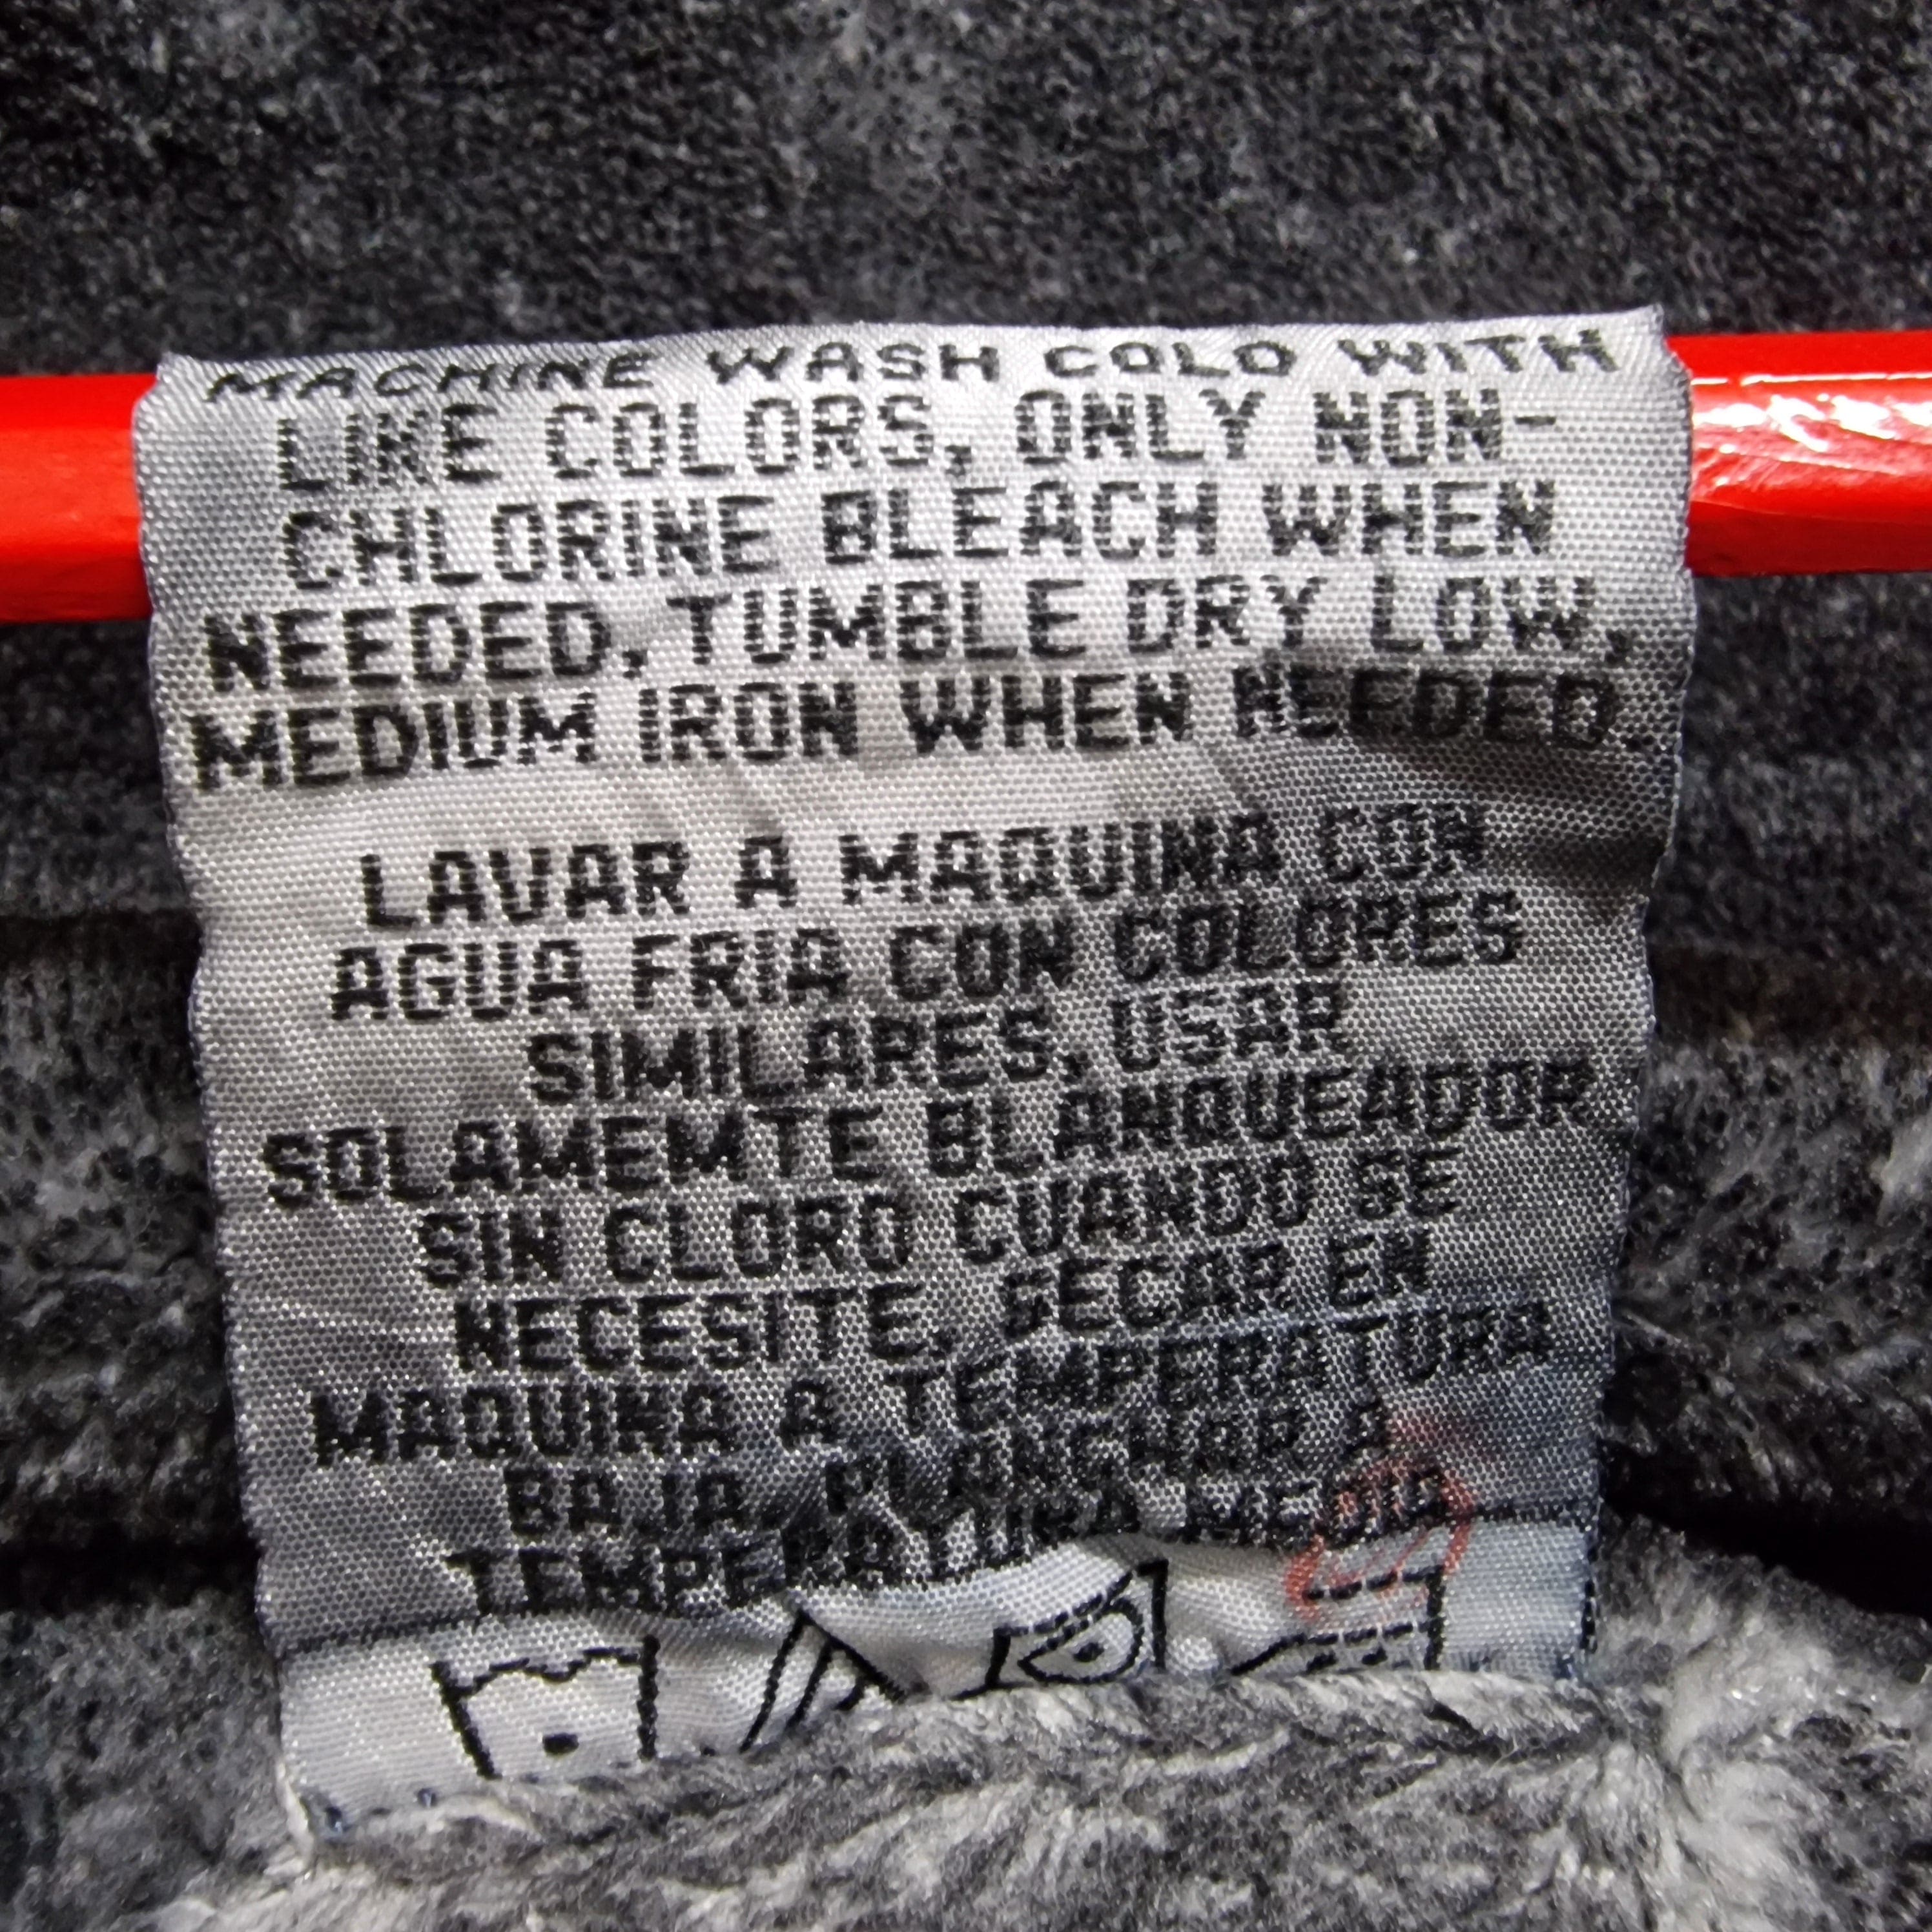 MACHINE WASH COLD WITH
LIKE COLORS, ONLY NON-
CHLORINE BLEACH WHEN
NEEDED, TUMBLE DRY LOW,
MEDIUM IRON WHEN NEEDED.
LAVAR A MAQUINA CON
AGUA FRIA CON COLORES
SIMILARES, USAR
SOLAMEMTE BLANQUEADOR
SIN CLORO CUANDO SE
NECESITE, SECAR EN
MAQUINA A TEMPERATURA
BAJA, PLANCHAR A
TEMPERATURA MEDIA